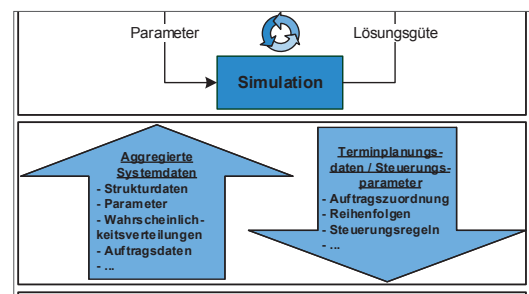 Parameter
Lösungsgüte
Simulation
Aggregierte
Systemdaten
- Strukturdaten
- Parameter
- Wahrscheinlich-
keitsverteilungen
- Auftragsdaten
- ...
Terminplanungs-
daten / Steuerungs-
parameter
- Auftragszuordnung
- Reihenfolgen
- Steuerungsregeln
- ...